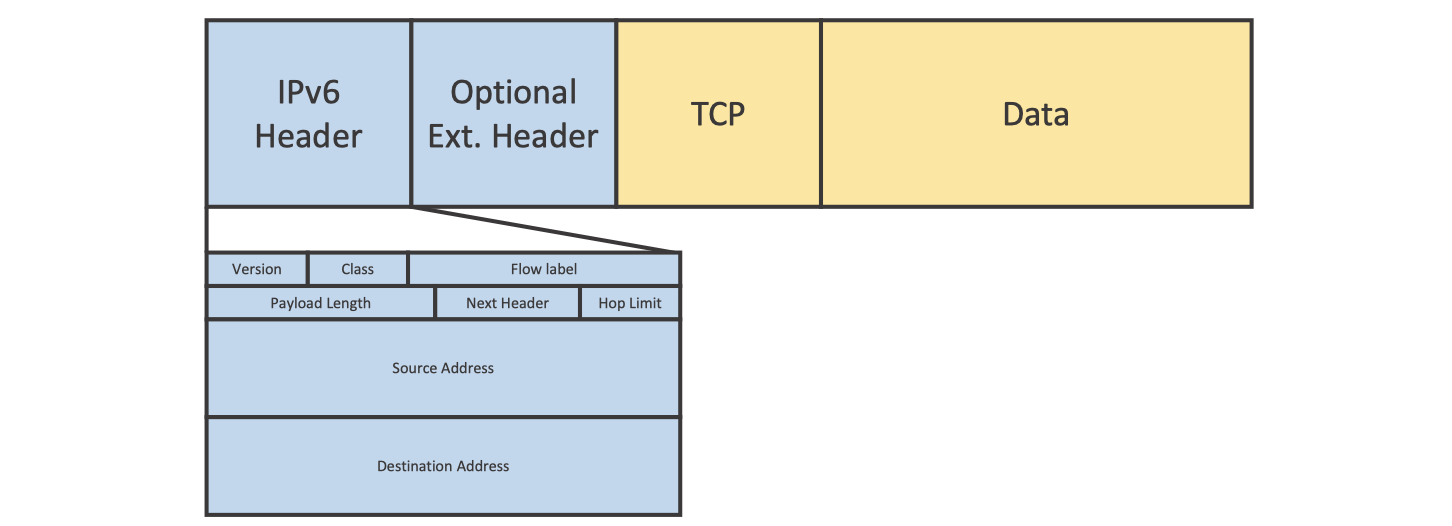 IPv6
Header
Optional
Ext. Header
TCP
Data
Version
Class
Flow label
Payload Length
Next Header
Hop Limit
Source Address
Destination Address